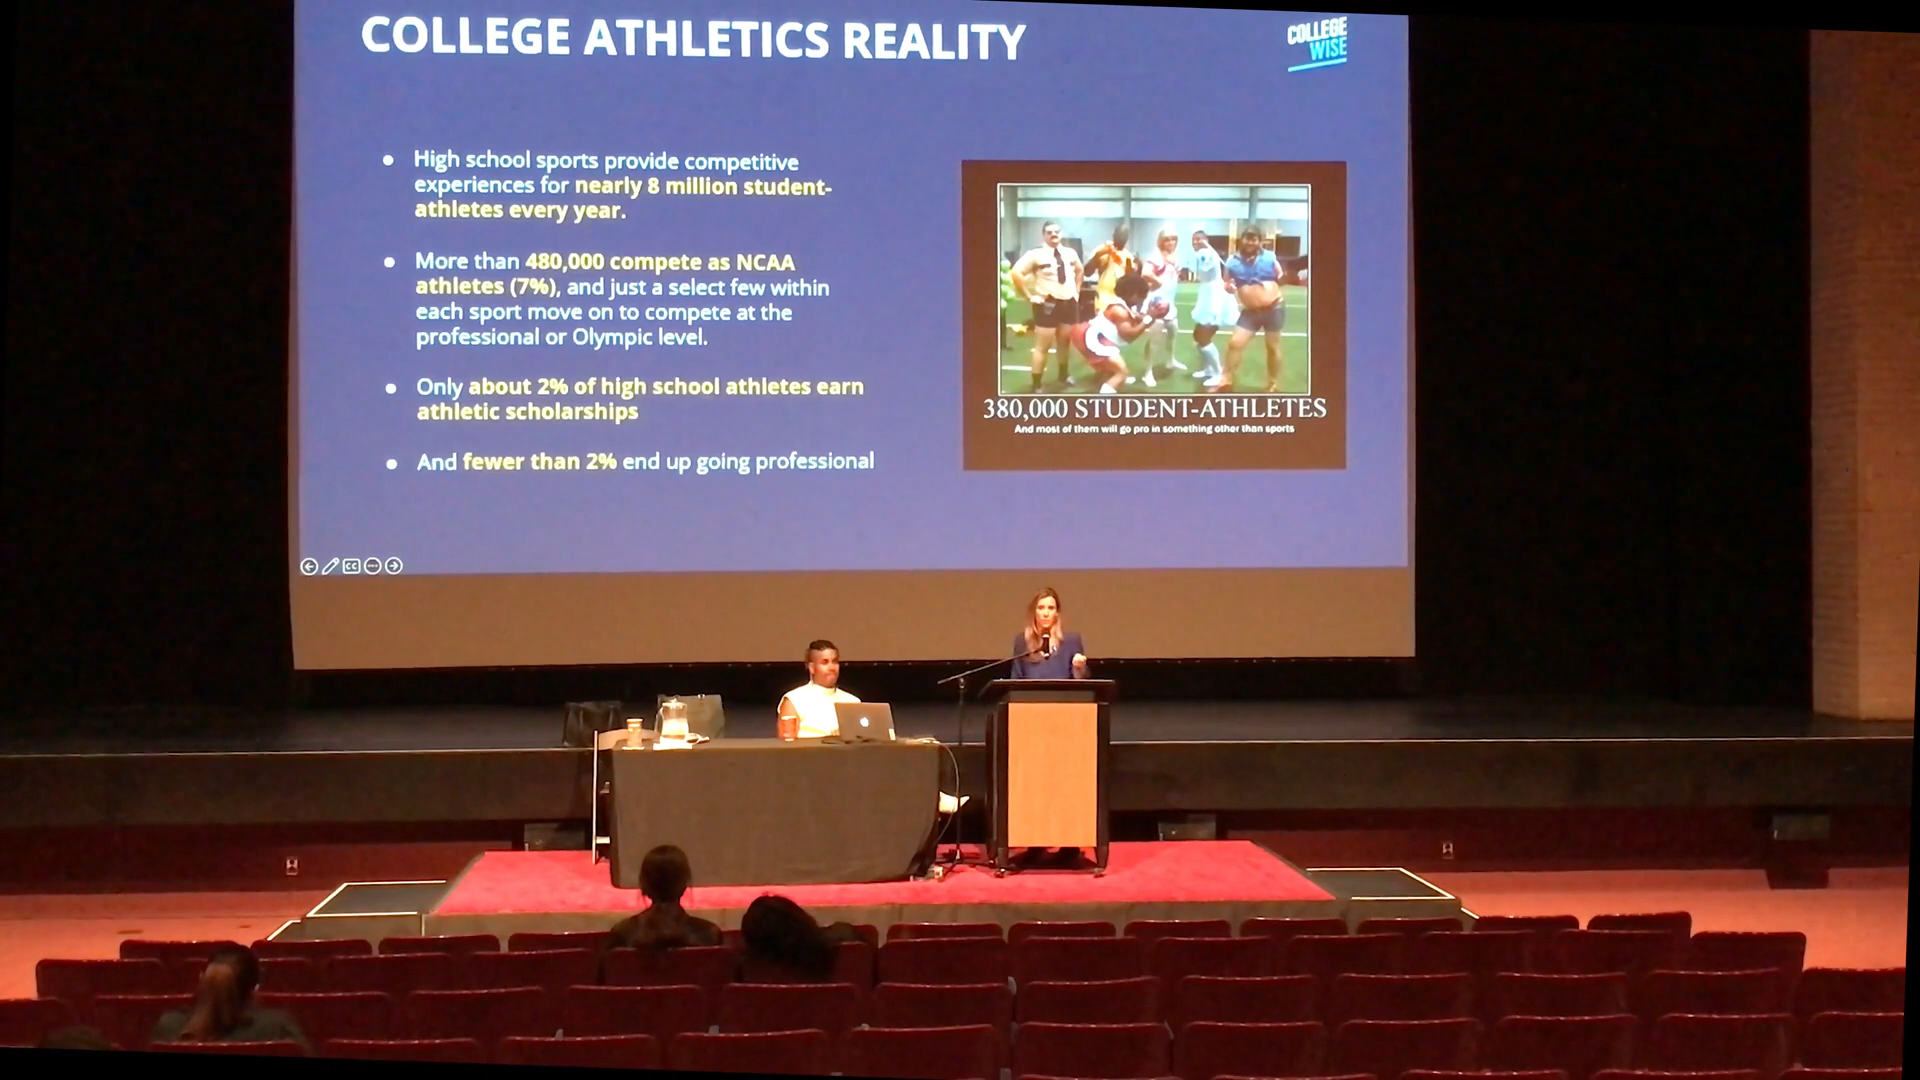 COLLEGE ATHLETICS REALITY
COLLEGE
WISE
● High school sports provide competitive
experiences for nearly 8 million student-
athletes every year.
● More than 480,000 compete as NCAA
athletes (7%), and just a select few within
each sport move on to compete at the
professional or Olympic level.
● Only about 2% of high school athletes earn
athletic scholarships
● And fewer than 2% end up going professional
380,000 STUDENT-ATHLETES
And most of them will go pro in something other than sports
CC